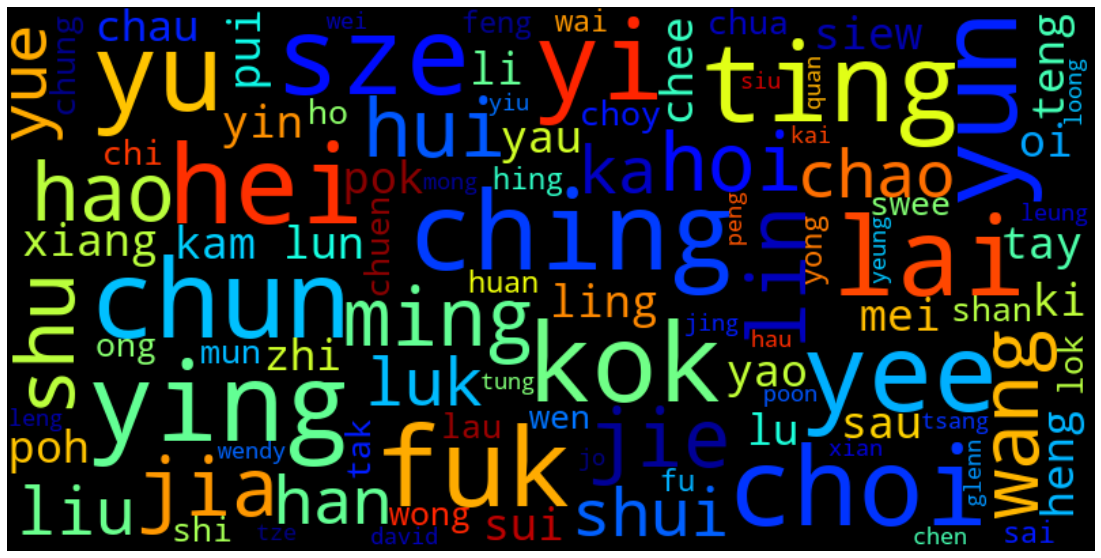 yue
chung
chau
yu
pui
sze
wei
feng
li
yi
wai
chee
chua
siew
siu
ting
quan
yun
teng
loong
oi
chi
hao
hei
yin
ho
hui
yiu
yau
choy
kai
pok
mong
hing
ka
hoi
chao
swee
leung
xiang
kam
lun
chuen
ching
peng
lin
yong
yeung
lai
tay
shu
chun
huan
ling
mei
shan
ki
ong
mun
zhi
ming
jing
hau
kok
yao
yee
wang
lok
ying
luk
tung
poon
leng
poh
wendy
tak
lau
wen
jie
lu
sau
tsang
xian
heng
liu
jia
han
fuk
wong
sui
jo
fu
shui
choi
glenn
shi
tze
david
chen
sai